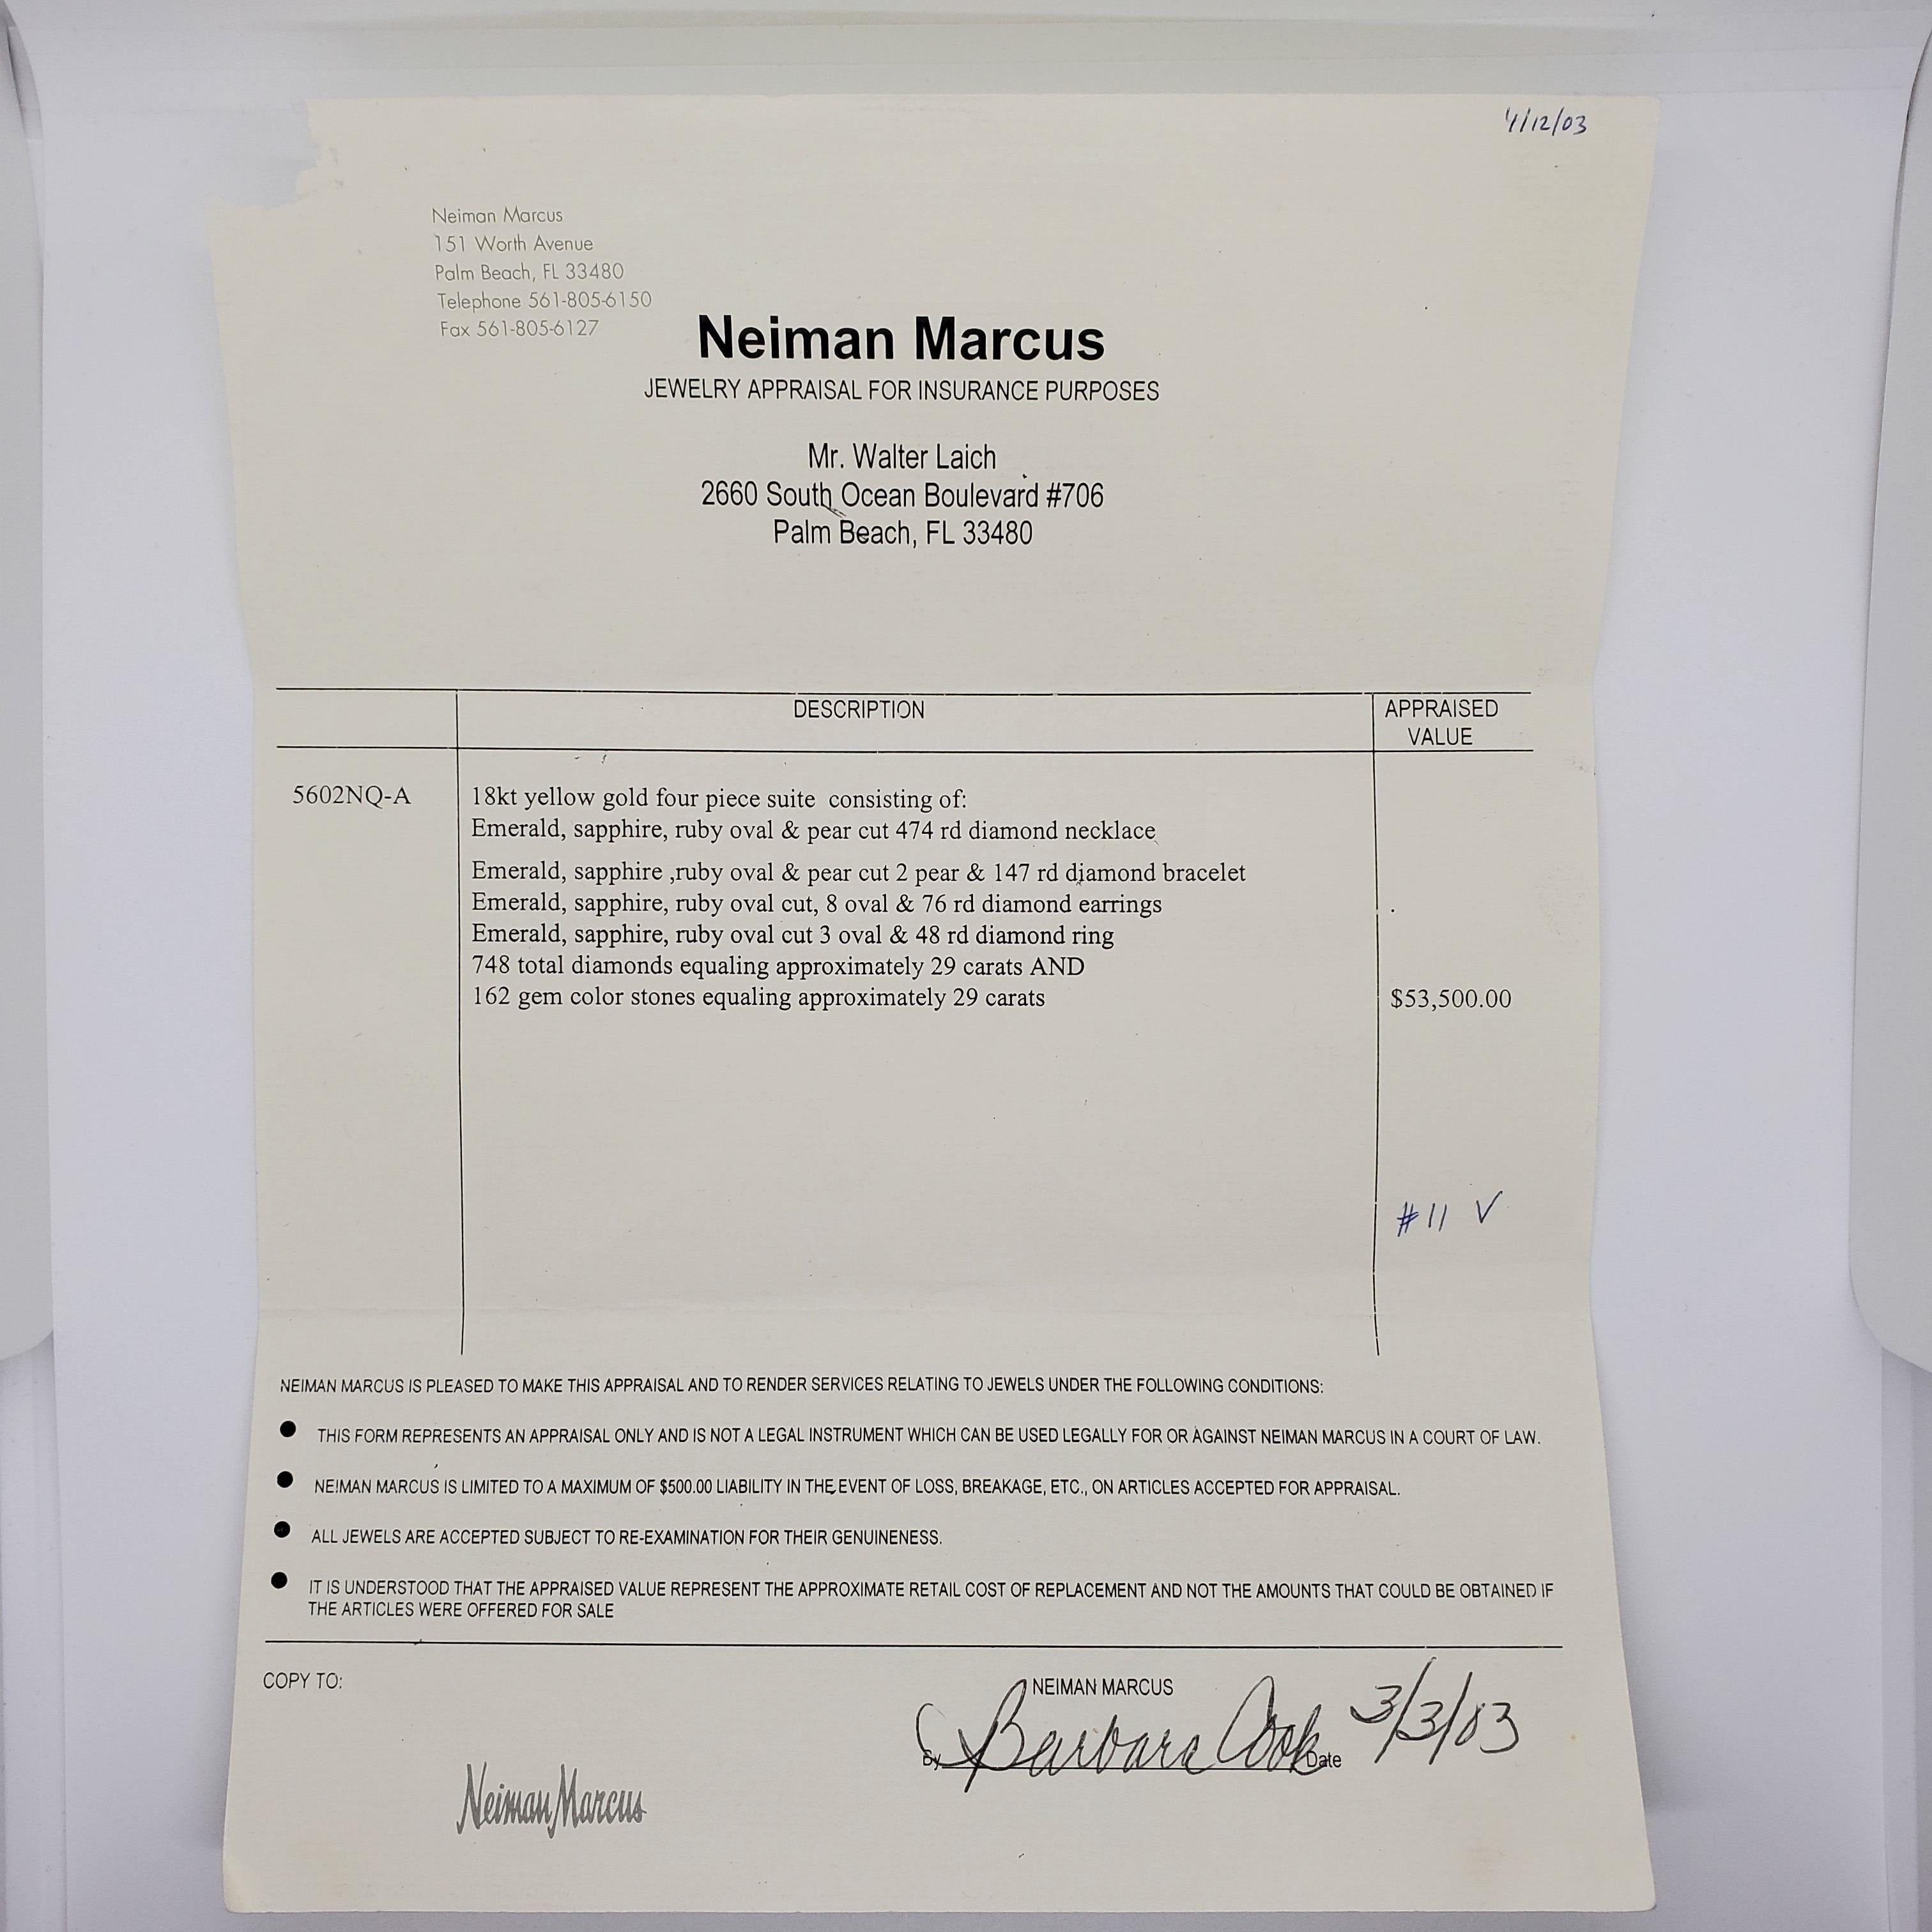 4/12/03
Neiman Marcus
151 Worth Avenue
Palm Beach, FL 33480
Telephone 561-805-6150
Fax 561-805-6127
Neiman Marcus
JEWELRY APPRAISAL FOR INSURANCE PURPOSES
Mr. Walter Laich
2660 South Ocean Boulevard #706
Palm Beach, FL 33480
DESCRIPTION
APPRAISED
VALUE
5602NQ-A
18kt yellow gold four piece suite consisting of:
Emerald, sapphire, ruby oval & pear cut 474 rd diamond necklace
Emerald, sapphire ,ruby oval & pear cut 2 pear & 147 rd diamond bracelet
Emerald, sapphire, ruby oval cut, 8 oval & 76 rd diamond earrings
Emerald, sapphire, ruby oval cut 3 oval & 48 rd diamond ring
748 total diamonds equaling approximately 29 carats AND
162 gem color stones equaling approximately 29 carats $53,500.00
#11 √
NEIMAN MARCUS IS PLEASED TO MAKE THIS APPRAISAL AND TO RENDER SERVICES RELATING TO JEWELS UNDER THE FOLLOWING CONDITIONS:
● THIS FORM REPRESENTS AN APPRAISAL ONLY AND IS NOT A LEGAL INSTRUMENT WHICH CAN BE USED LEGALLY FOR OR AGAINST NEIMAN MARCUS IN A COURT OF LAW.
● NEIMAN MARCUS IS LIMITED TO A MAXIMUM OF $500.00 LIABILITY IN THE EVENT OF LOSS, BREAKAGE, ETC., ON ARTICLES ACCEPTED FOR APPRAISAL.
● ALL JEWELS ARE ACCEPTED SUBJECT TO RE-EXAMINATION FOR THEIR GENUINENESS.
● IT IS UNDERSTOOD THAT THE APPRAISED VALUE REPRESENT THE APPROXIMATE RETAIL COST OF REPLACEMENT AND NOT THE AMOUNTS THAT COULD BE OBTAINED IF
THE ARTICLES WERE OFFERED FOR SALE
COPY TO:
NEIMAN MARCUS
By Barbara Cook Date 3/3/03
Neiman Marcus